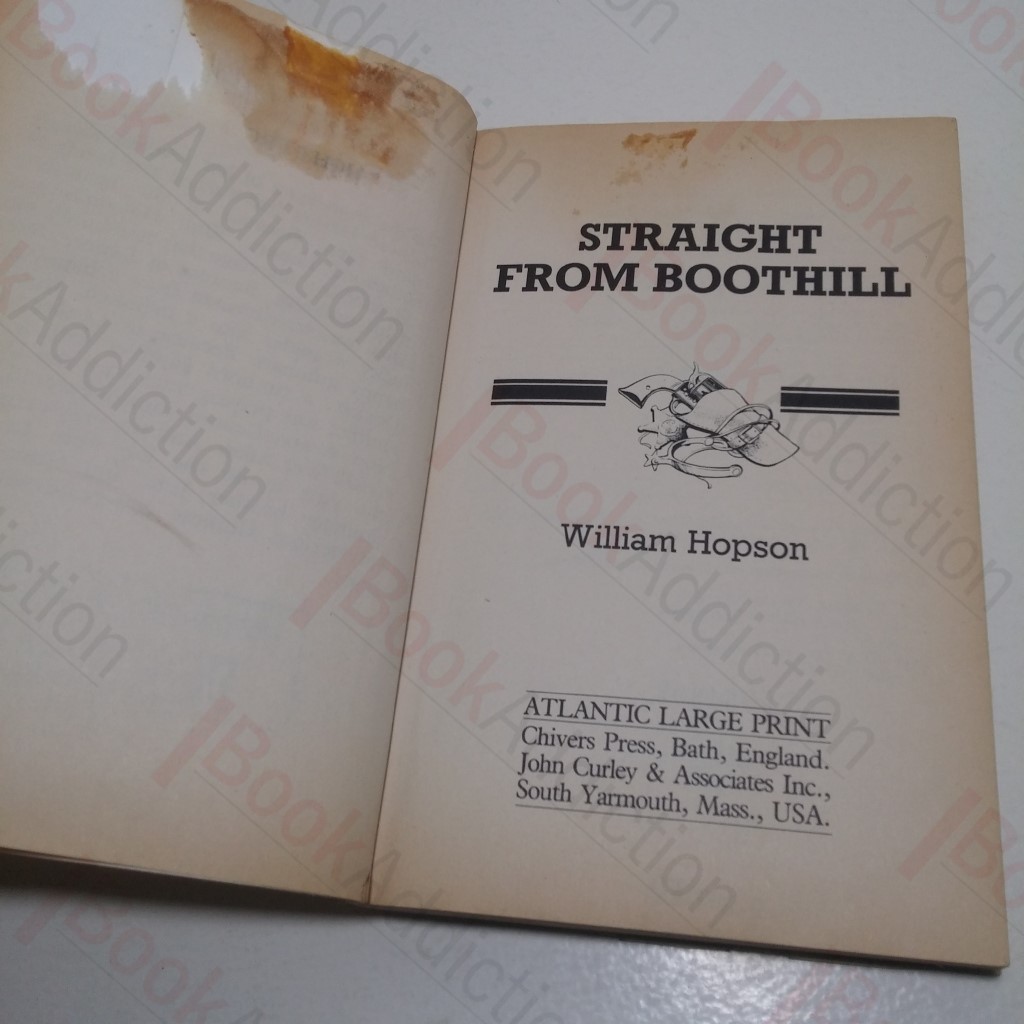 STRAIGHT
FROM BOOTHILL
William Hopson
ATLANTIC LARGE PRINT
Chivers Press, Bath, England.
John Curley & Associates Inc.,
South Yarmouth, Mass., USA.
BookAddiction